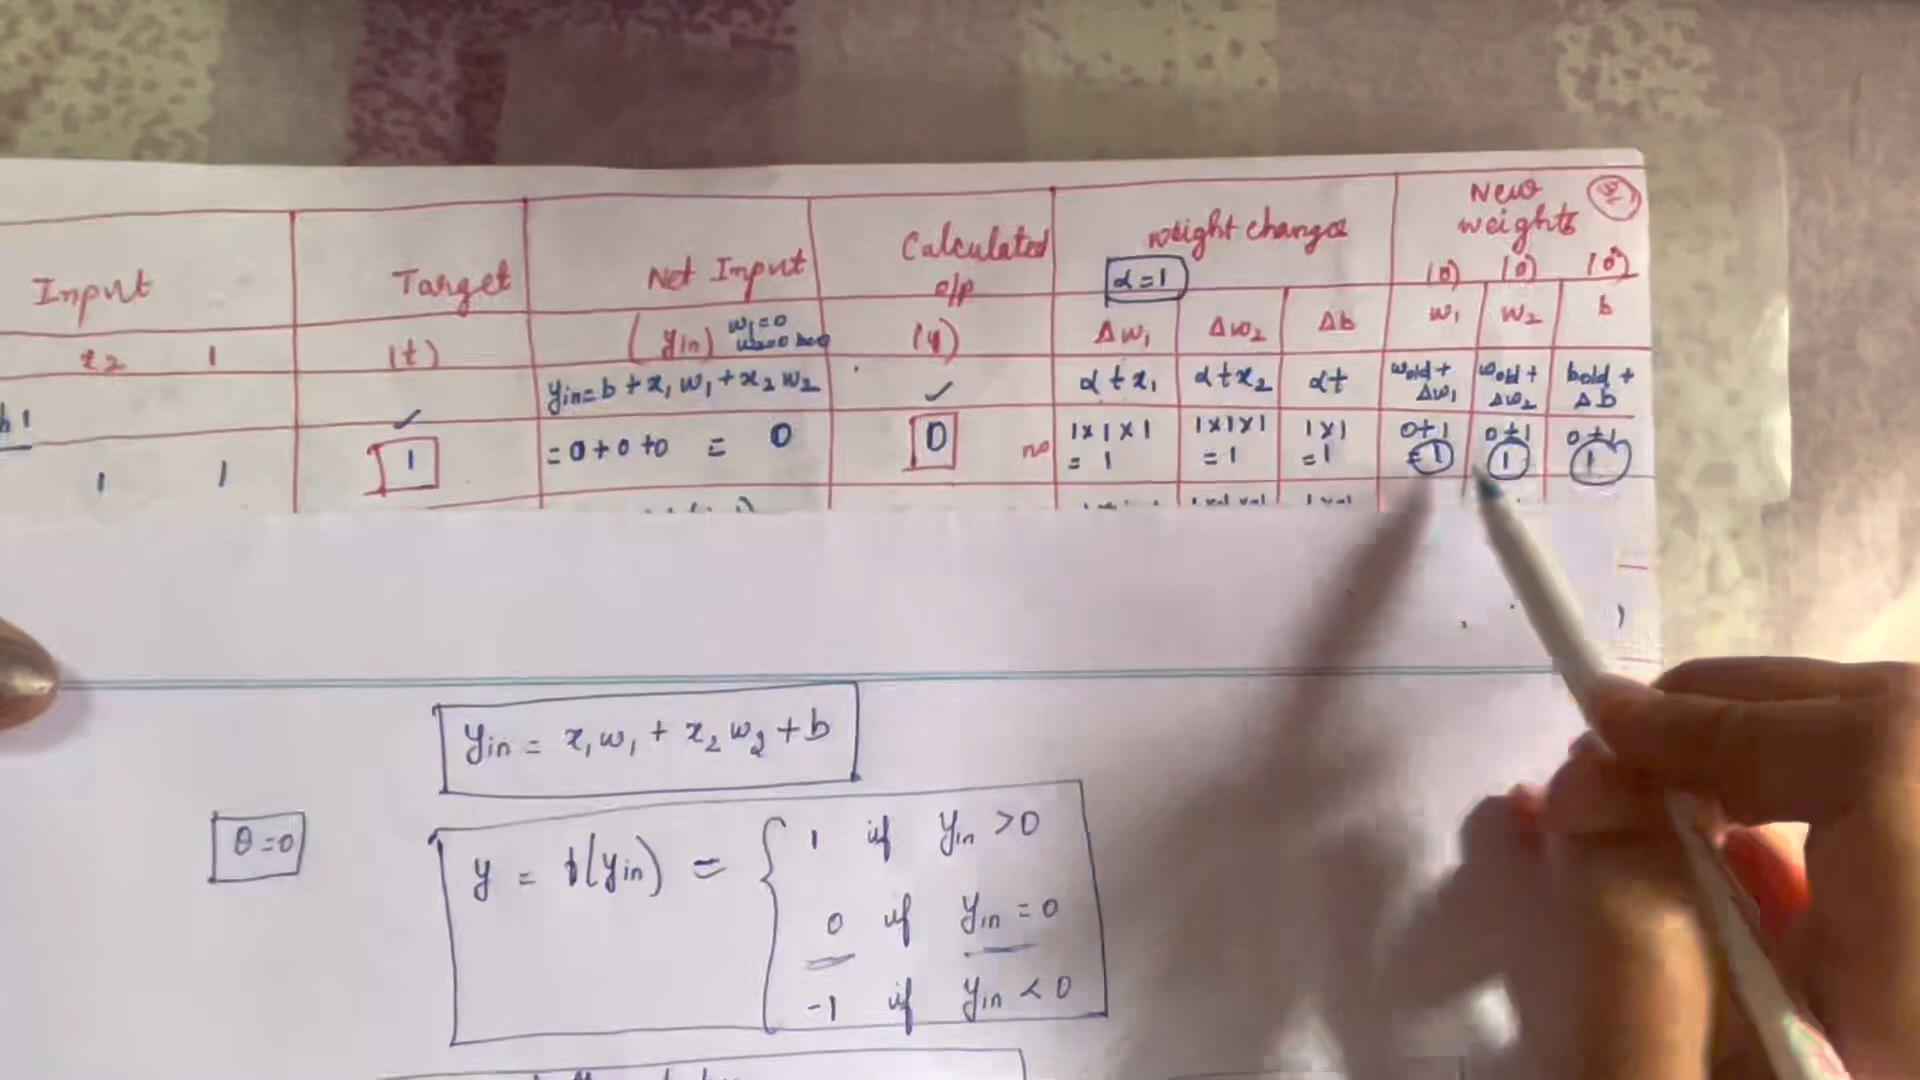 Input Target Net Input Calculated o/p weight changes New weights
α=1 (0) (0) (0)
x2 1 (t) (yin) w1=0 (y) Δw1 Δw2 Δb w1 w2 b
yin=b+x1w1+x2w2 ✓ αtx1 αtx2 αt wold+Δw1 wold+Δw2 bold+Δb
✓
1 1 1 =0+0+0 = 0 0 no 1x1x1 =1 1x1x1 =1 1x1 =1 0+1 =1 0+1 1 0+1 1
yin = x1w1 + x2w2 + b
θ=0
y = f(yin) = { 1 if yin >0
0 if yin =0
-1 if yin <0